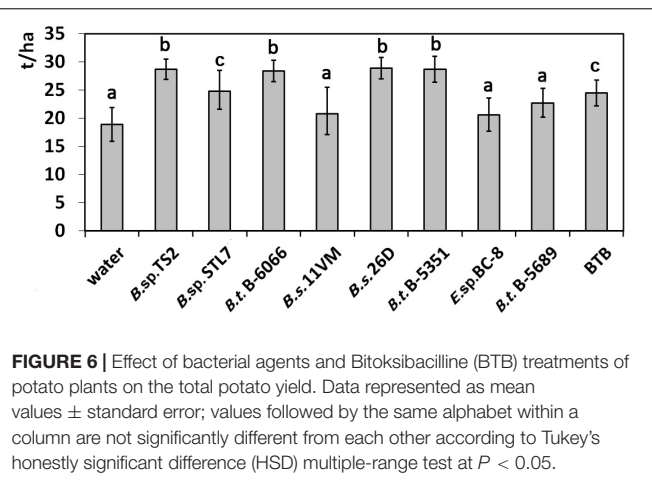 35
30
25
20
15
10
5
0
t/ha
a
b
c
b
a
b
b
a
a
c
water
B.sp.TS2
B.sp. STL7
B.t. B-6066
B.s. 11VM
B.s. 26D
B.t. B-5351
E.sp.BC-8
B.t. B-5689
BTB
FIGURE 6 | Effect of bacterial agents and Bitoksibacilline (BTB) treatments of
potato plants on the total potato yield. Data represented as mean
values ± standard error; values followed by the same alphabet within a
column are not significantly different from each other according to Tukey's
honestly significant difference (HSD) multiple-range test at P < 0.05.